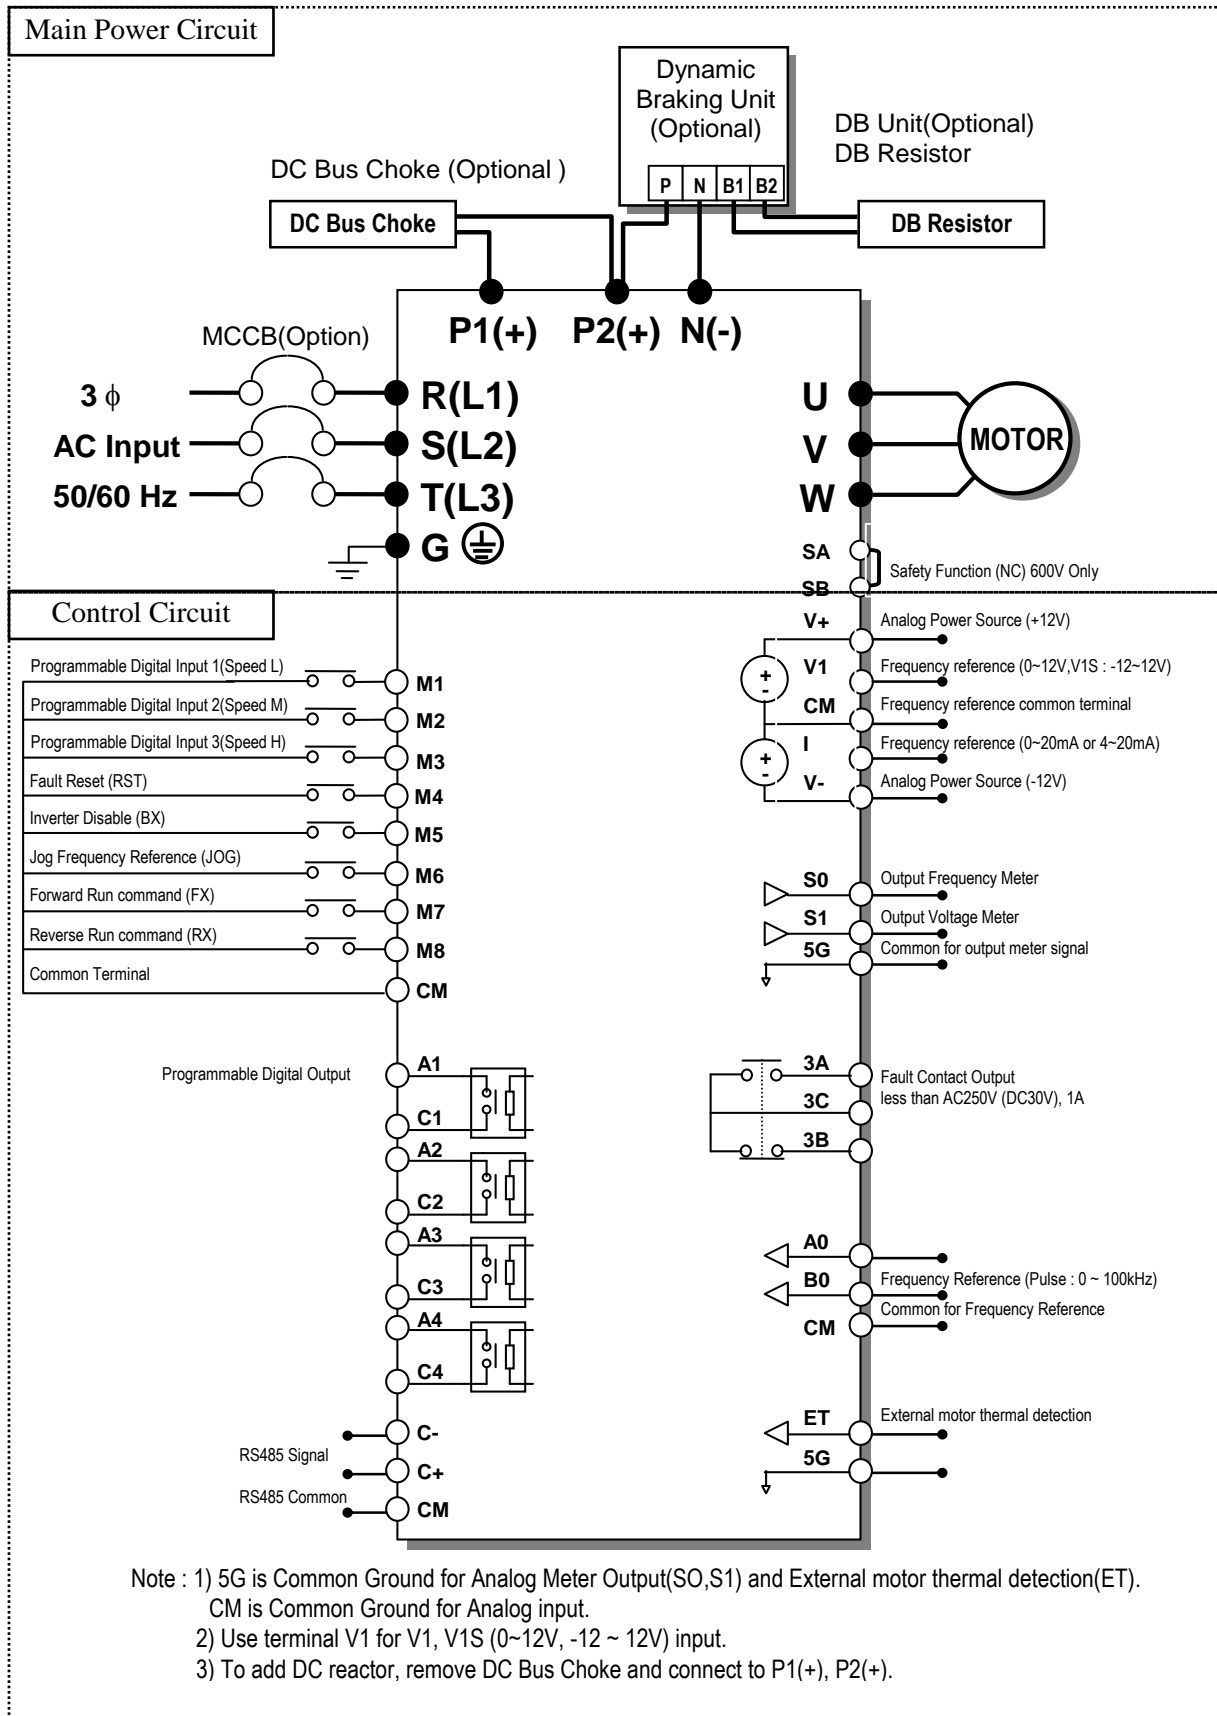 Main Power Circuit
Dynamic
Braking Unit
(Optional)
P N B1 B2
DB Unit(Optional)
DB Resistor
DC Bus Choke (Optional )
DC Bus Choke
DB Resistor
P1(+) P2(+) N(-)
MCCB(Option)
3 ϕ
AC Input
50/60 Hz
R(L1)
S(L2)
T(L3)
G
U
V
W
MOTOR
SA
SB
Safety Function (NC) 600V Only
Control Circuit
Programmable Digital Input 1(Speed L)
M1
Programmable Digital Input 2(Speed M)
M2
Programmable Digital Input 3(Speed H)
M3
Fault Reset (RST)
M4
Inverter Disable (BX)
M5
Jog Frequency Reference (JOG)
M6
Forward Run command (FX)
M7
Reverse Run command (RX)
M8
Common Terminal
CM
V+
Analog Power Source (+12V)
+
-
V1
Frequency reference (0~12V,V1S : -12~12V)
CM
Frequency reference common terminal
+
-
I
Frequency reference (0~20mA or 4~20mA)
V-
Analog Power Source (-12V)
S0
Output Frequency Meter
S1
Output Voltage Meter
5G
Common for output meter signal
Programmable Digital Output
A1
C1
A2
C2
A3
C3
A4
C4
3A
3C
3B
Fault Contact Output
less than AC250V (DC30V), 1A
A0
B0
Frequency Reference (Pulse : 0 ~ 100kHz)
CM
Common for Frequency Reference
C-
RS485 Signal
C+
RS485 Common
CM
ET
External motor thermal detection
5G
Note : 1) 5G is Common Ground for Analog Meter Output(SO,S1) and External motor thermal detection(ET).
CM is Common Ground for Analog input.
2) Use terminal V1 for V1, V1S (0~12V, -12 ~ 12V) input.
3) To add DC reactor, remove DC Bus Choke and connect to P1(+), P2(+).